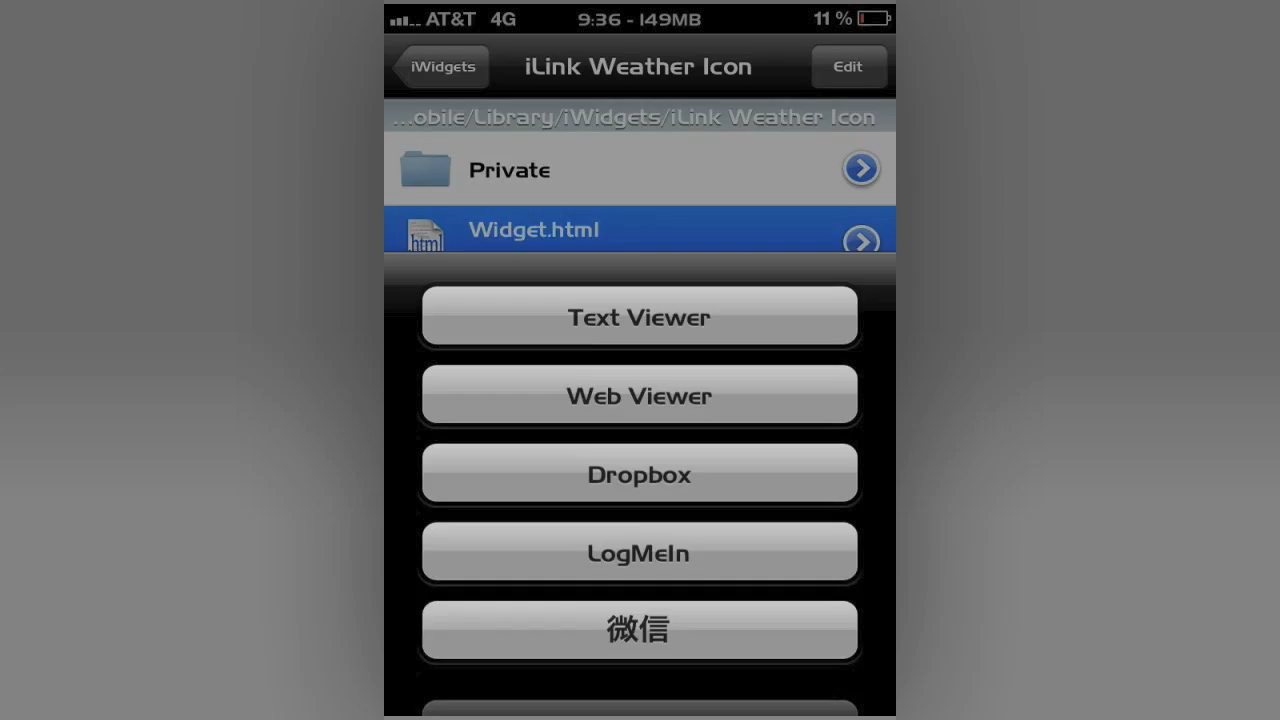 AT&T 4G 9:36 - 149MB 11 %
iWidgets iLink Weather Icon Edit
...obile/Library/iWidgets/iLink Weather Icon
Private
Widget.html
html
Text Viewer
Web Viewer
Dropbox
LogMeIn
微信